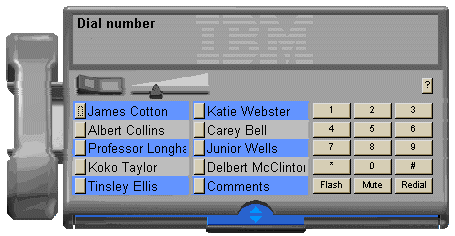 Dial number
IBM
?
James Cotton
Katie Webster
1 2 3
Albert Collins
Carey Bell
4 5 6
Professor Longha
Junior Wells
7 8 9
Koko Taylor
Delbert McClinton
* 0 #
Tinsley Ellis
Comments
Flash Mute Redial